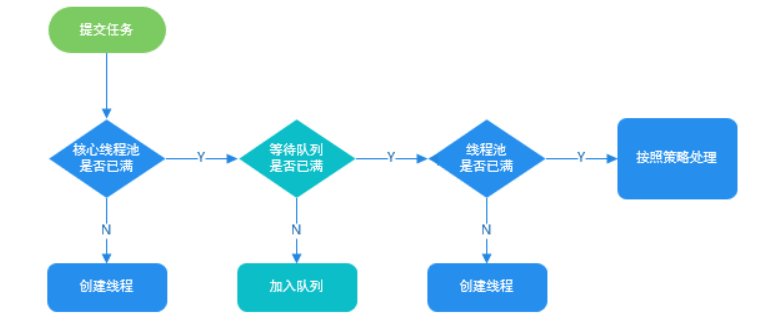 提交任务
核心线程池
是否已满
Y
等待队列
是否已满
Y
线程池
是否已满
Y
按照策略处理
N
N
N
创建线程
加入队列
创建线程